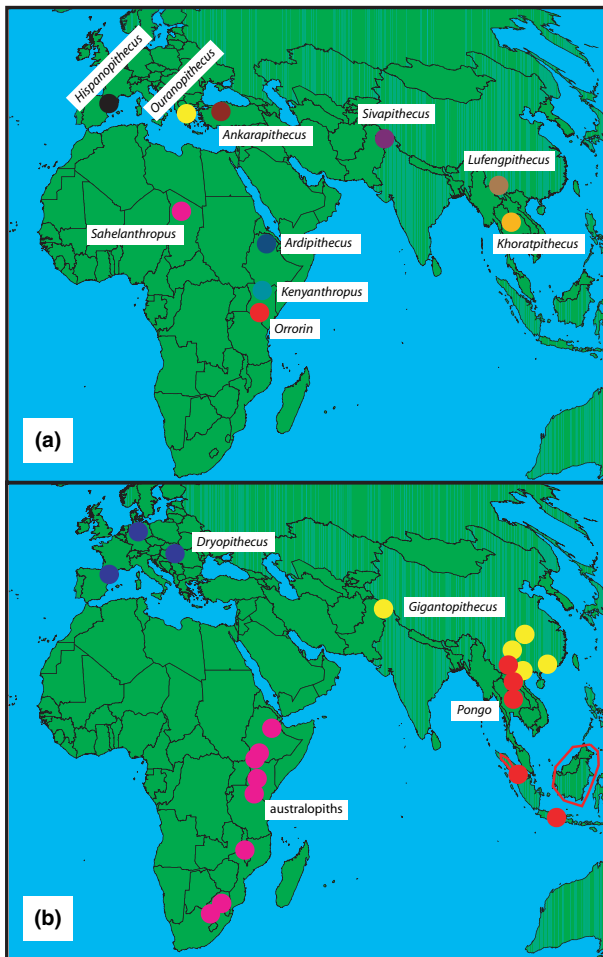 Hispanopithecus
Ouranopithecus
Ankarapithecus
Sivapithecus
Lufengpithecus
Khoratpithecus
Sahelanthropus
Ardipithecus
Kenyanthropus
Orrorin
(a)
Dryopithecus
Gigantopithecus
Pongo
australopiths
(b)